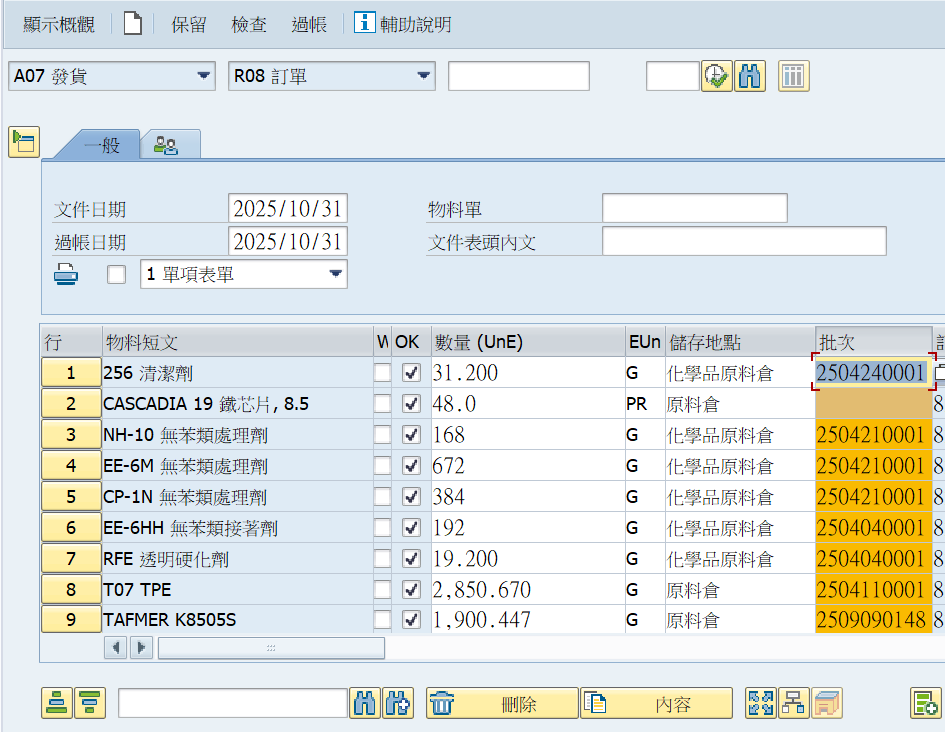 顯示概觀 保留 檢查 過帳 輔助說明
A07 發貨 R08 訂單
一般
文件日期 2025/10/31 物料單
過帳日期 2025/10/31 文件表頭內文
1 單項表單
行 物料短文 W OK 數量 (UnE) EUn 儲存地點 批次
1 256 清潔劑 31.200 G 化學品原料倉 2504240001
2 CASCADIA 19 鐵芯片, 8.5 48.0 PR 原料倉 8
3 NH-10 無苯類處理劑 168 G 化學品原料倉 2504210001 8
4 EE-6M 無苯類處理劑 672 G 化學品原料倉 2504210001 8
5 CP-1N 無苯類處理劑 384 G 化學品原料倉 2504210001 8
6 EE-6HH 無苯類接著劑 192 G 化學品原料倉 2504040001 8
7 RFE 透明硬化劑 19.200 G 化學品原料倉 2504040001 8
8 T07 TPE 2,850.670 G 原料倉 2504110001 8
9 TAFMER K8505S 1,900.447 G 原料倉 2509090148 8
刪除 內容